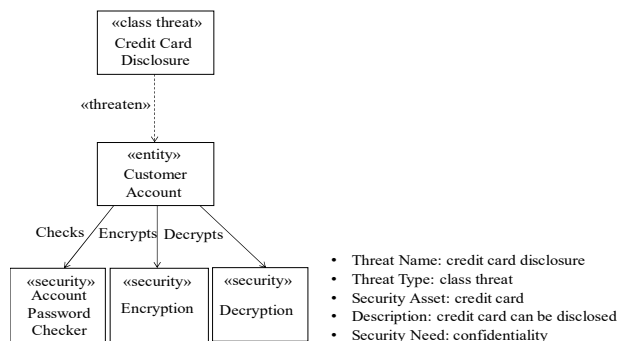 «class threat»
Credit Card
Disclosure
«threaten»
«entity»
Customer
Account
Checks Encrypts Decrypts
«security»
Account
Password
Checker
«security»
Encryption
«security»
Decryption
• Threat Name: credit card disclosure
• Threat Type: class threat
• Security Asset: credit card
• Description: credit card can be disclosed
• Security Need: confidentiality